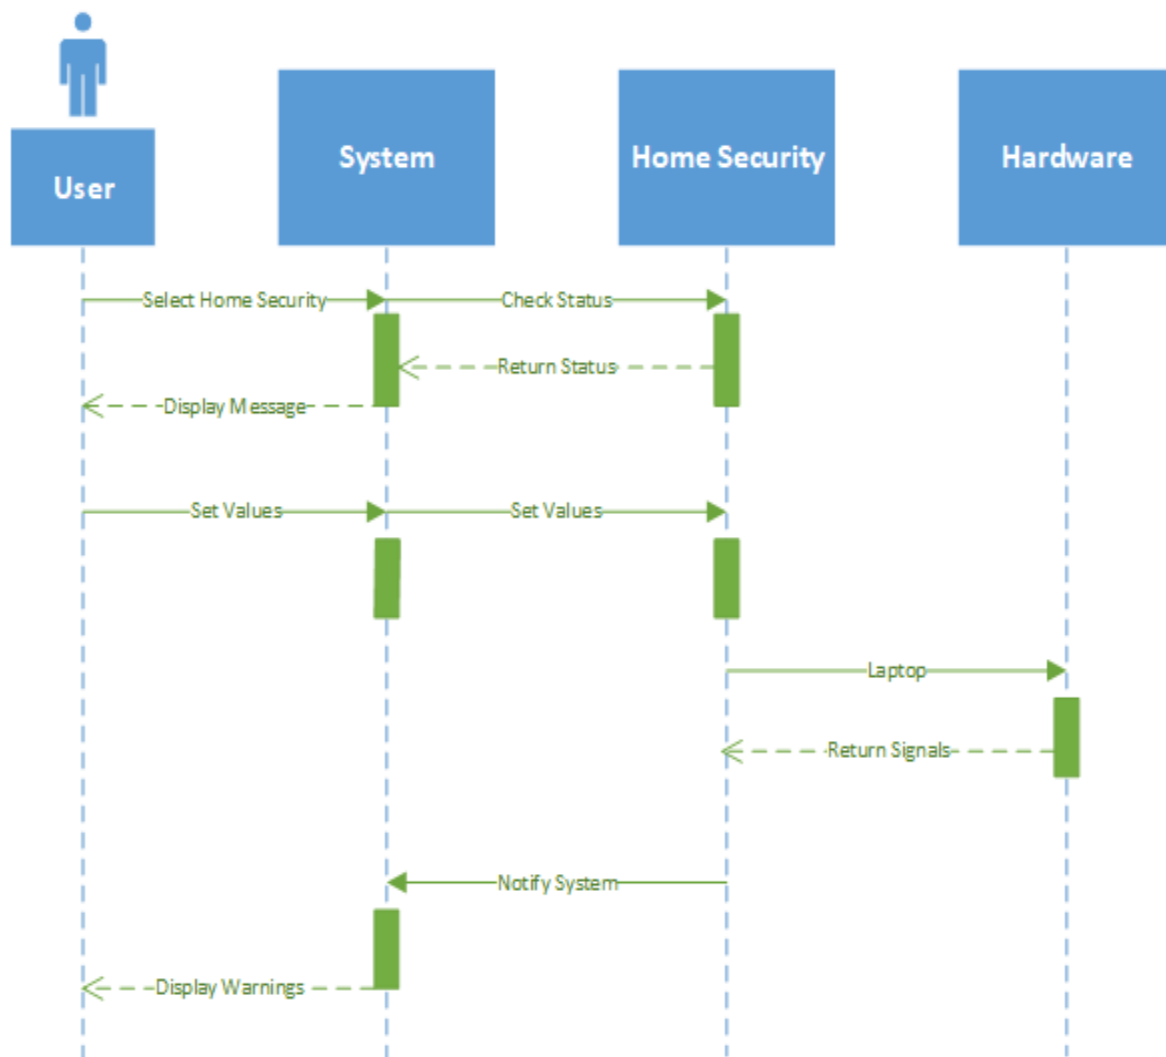 User
System
Home Security
Hardware
Select Home Security
Check Status
Return Status
Display Message
Set Values
Set Values
Laptop
Return Signals
Notify System
Display Warnings